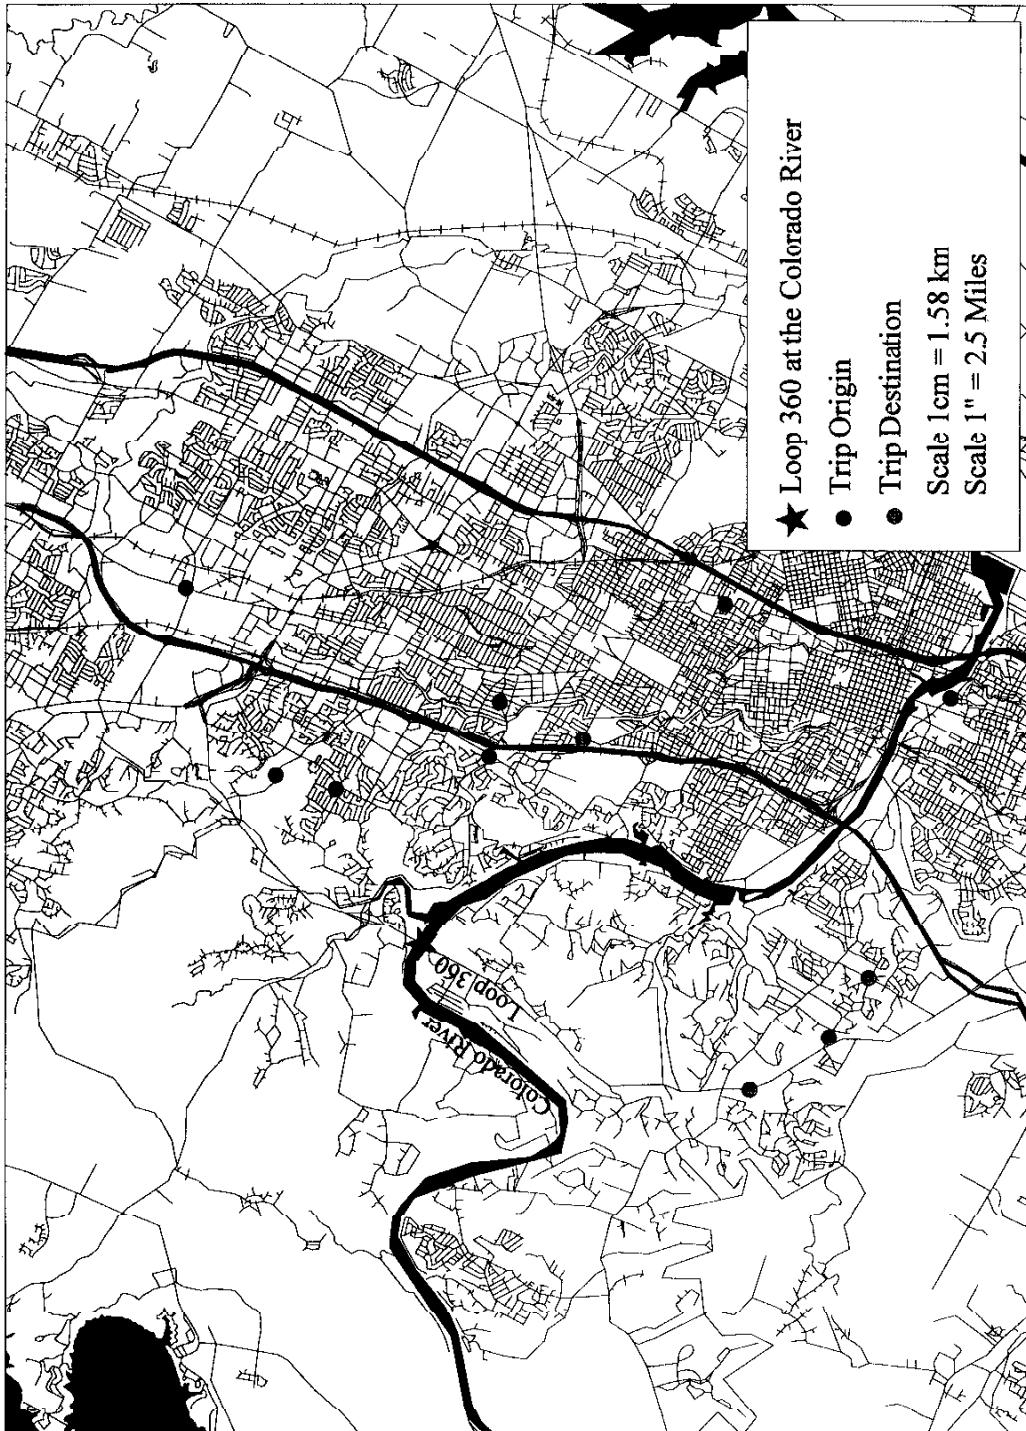 Loop 360 at the Colorado River
Trip Origin
Trip Destination
Scale 1cm = 1.58 km
Scale 1" = 2.5 Miles
Loop 360
Colorado River